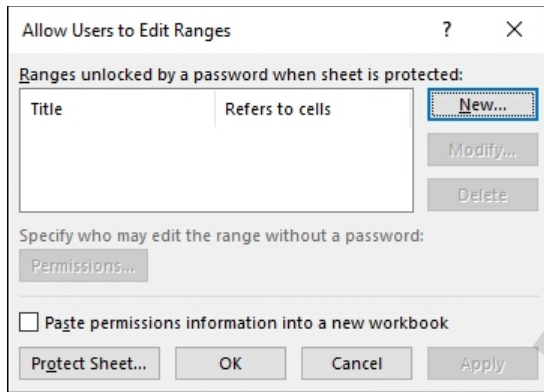 Allow Users to Edit Ranges ?
Ranges unlocked by a password when sheet is protected:
Title Refers to cells New...
Modify...
Delete
Specify who may edit the range without a password:
Permissions...
Paste permissions information into a new workbook
Protect Sheet... OK Cancel Apply